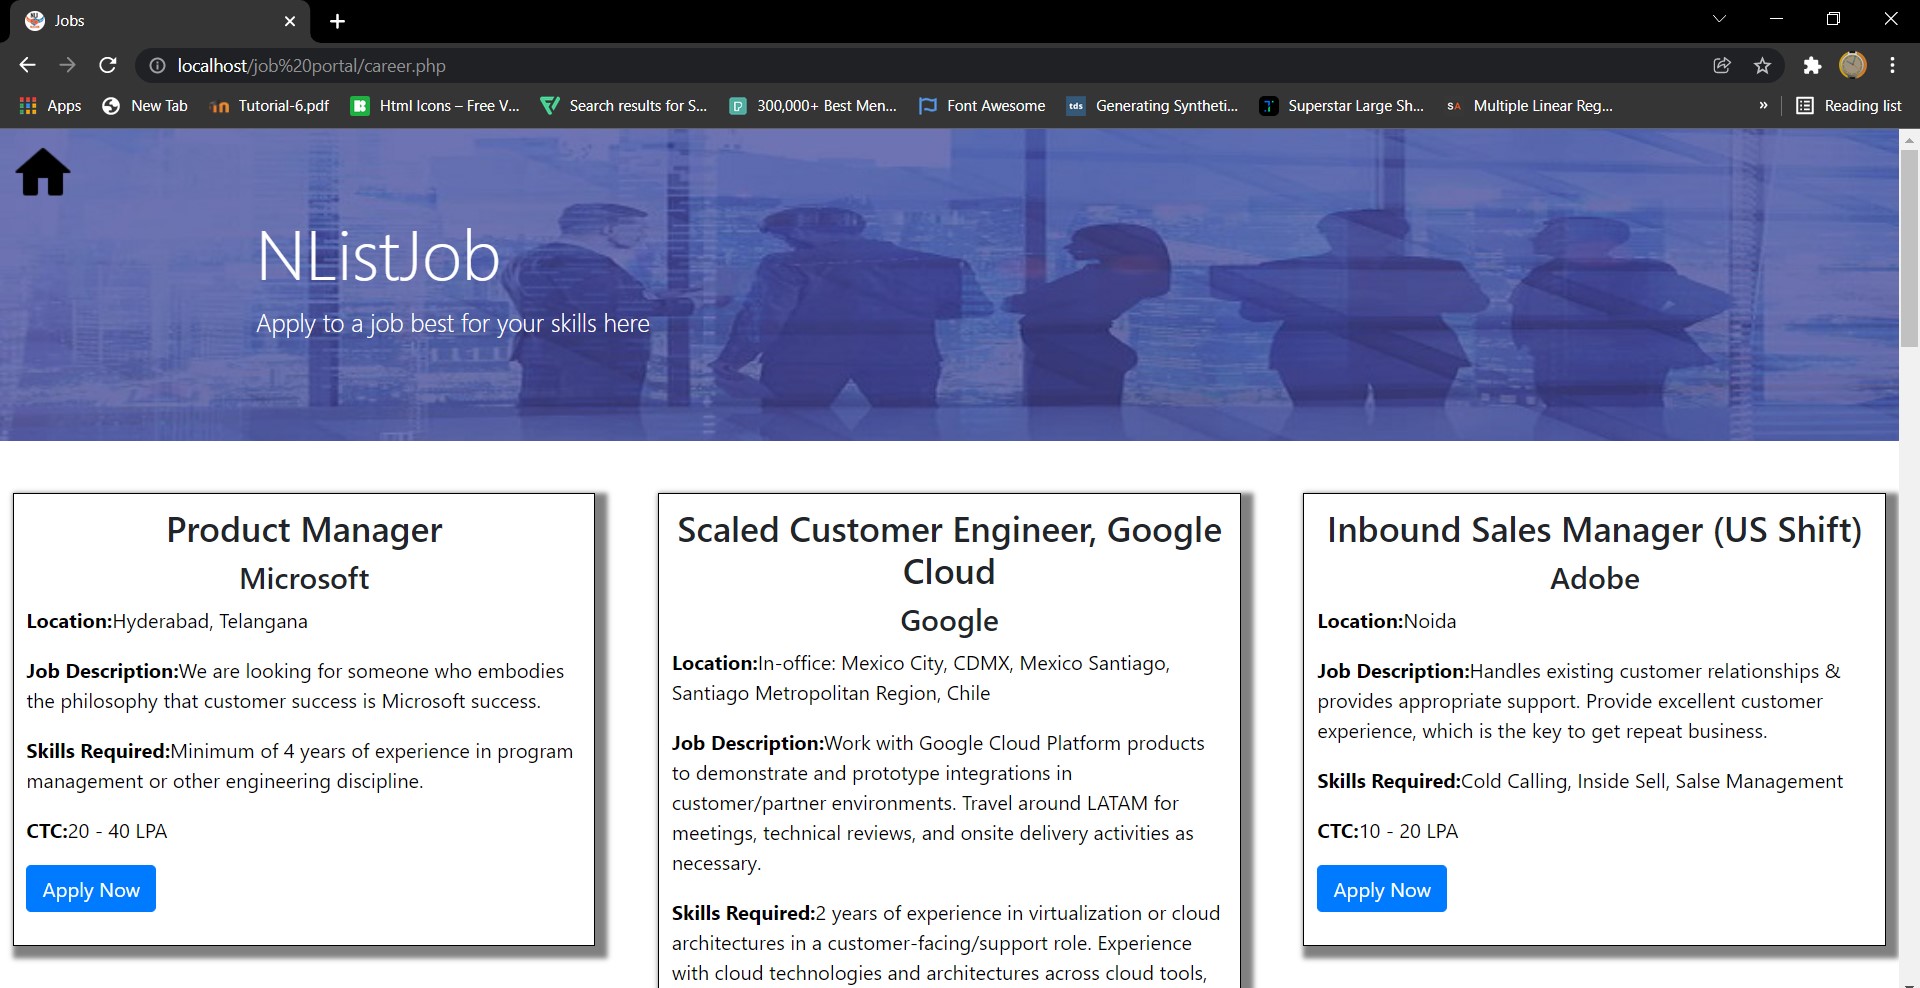 Jobs
localhost/job%20portal/career.php
Apps
New Tab
Tutorial-6.pdf
Html Icons – Free V...
Search results for S...
300,000+ Best Men...
Font Awesome
tds
Generating Syntheti...
Superstar Large Sh...
SA
Multiple Linear Reg...
»
Reading list
NListJob
Apply to a job best for your skills here
Product Manager
Microsoft
Location:Hyderabad, Telangana
Job Description:We are looking for someone who embodies
the philosophy that customer success is Microsoft success.
Skills Required:Minimum of 4 years of experience in program
management or other engineering discipline.
CTC:20 - 40 LPA
Apply Now
Scaled Customer Engineer, Google
Cloud
Google
Location:In-office: Mexico City, CDMX, Mexico Santiago,
Santiago Metropolitan Region, Chile
Job Description:Work with Google Cloud Platform products
to demonstrate and prototype integrations in
customer/partner environments. Travel around LATAM for
meetings, technical reviews, and onsite delivery activities as
necessary.
Skills Required:2 years of experience in virtualization or cloud
architectures in a customer-facing/support role. Experience
with cloud technologies and architectures across cloud tools,
Inbound Sales Manager (US Shift)
Adobe
Location:Noida
Job Description:Handles existing customer relationships &
provides appropriate support. Provide excellent customer
experience, which is the key to get repeat business.
Skills Required:Cold Calling, Inside Sell, Salse Management
CTC:10 - 20 LPA
Apply Now